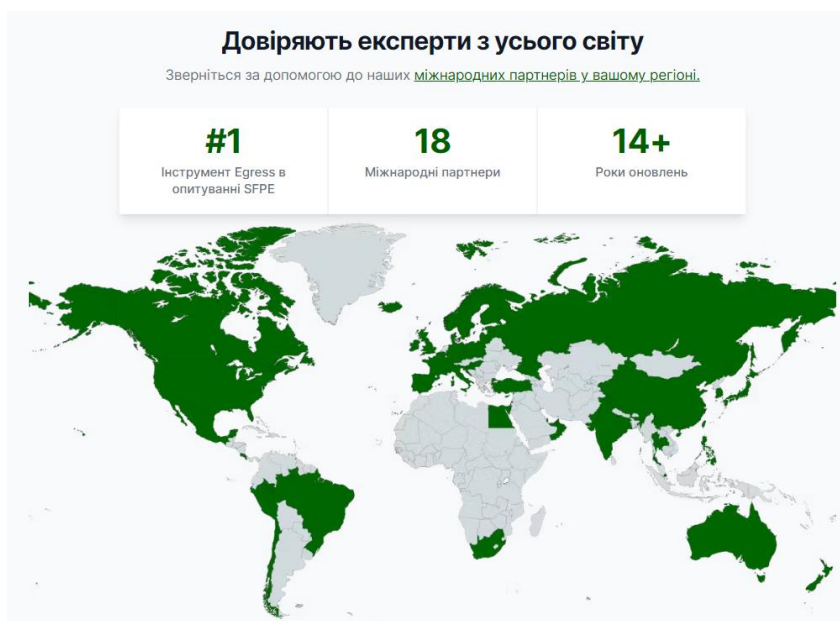 Довіряють експерти з усього світу
Зверніться за допомогою до наших міжнародних партнерів у вашому регіоні.
#1
Інструмент Egress в
опитуванні SFPE
18
Міжнародні партнери
14+
Роки оновлень